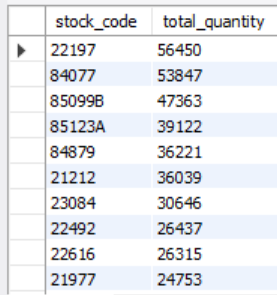 stock_code total_quantity
22197 56450
84077 53847
85099B 47363
85123A 39122
84879 36221
21212 36039
23084 30646
22492 26437
22616 26315
21977 24753